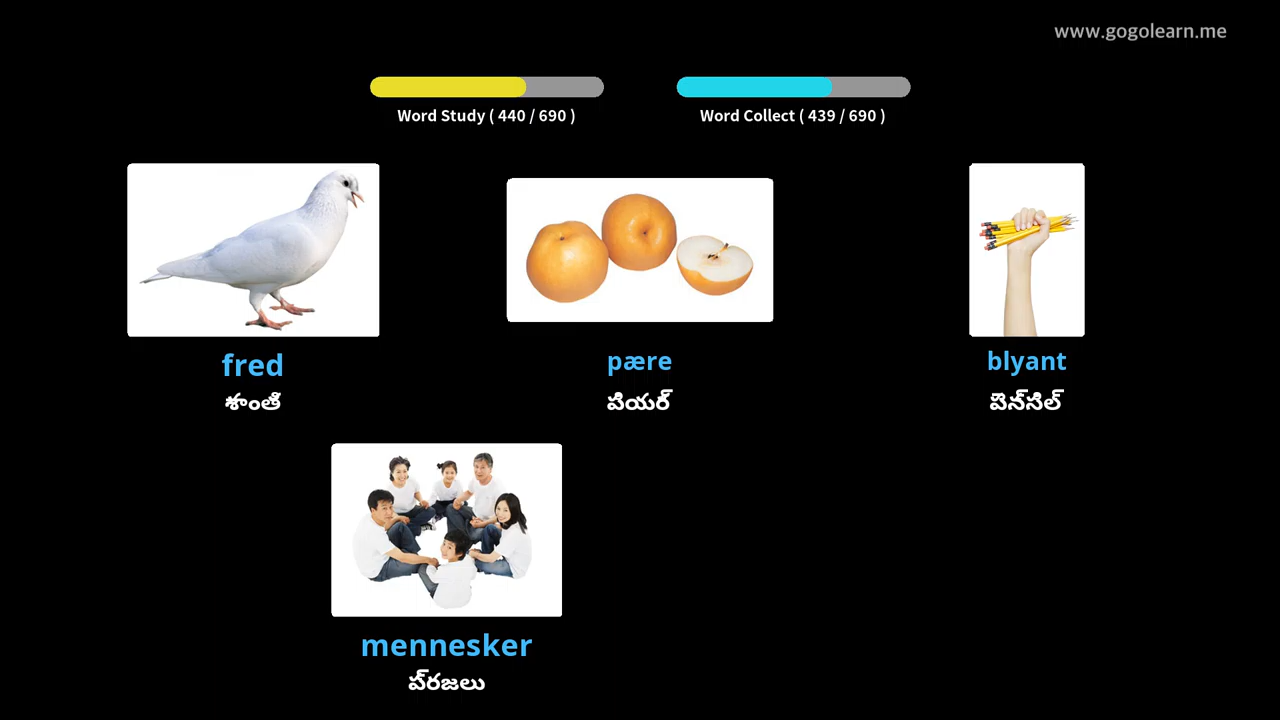 www.gogolearn.me
Word Study ( 440 / 690 )
Word Collect ( 439 / 690 )
fred
శాంతి
pære
పియర్
blyant
పెన్సిల్
mennesker
ప్రజలు